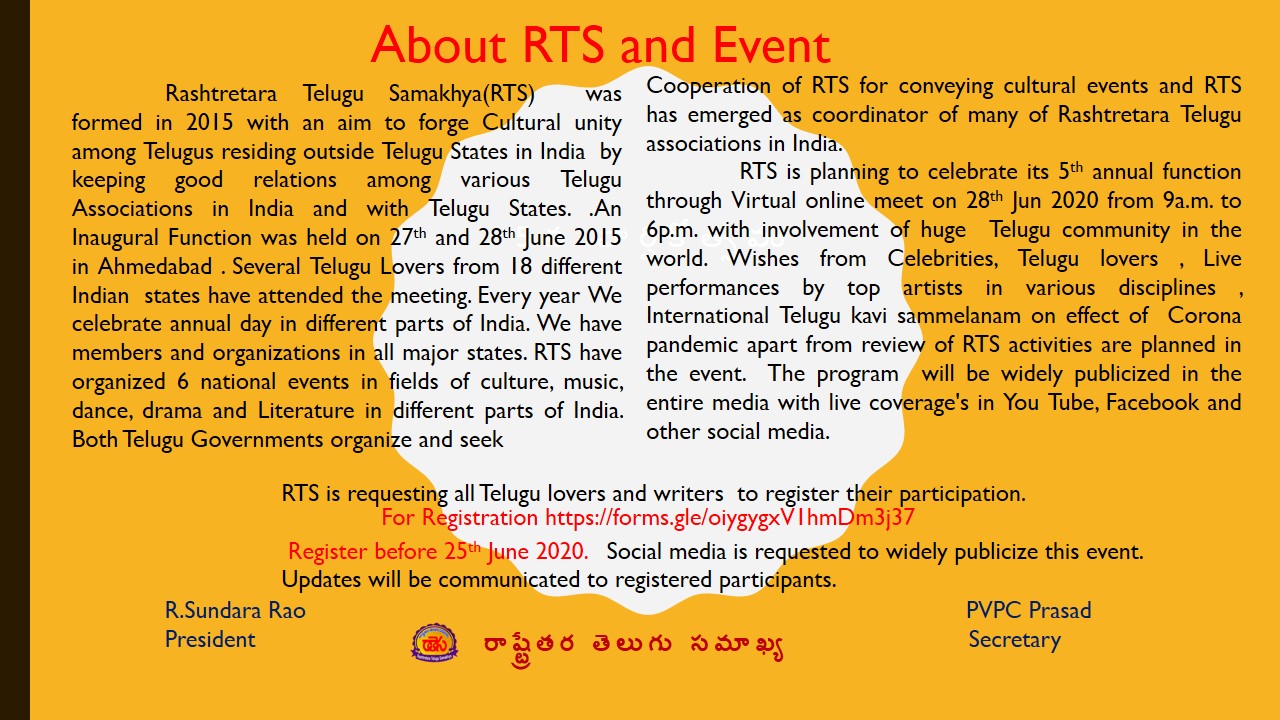 About RTS and Event
Rashtretara Telugu Samakhya(RTS) was
formed in 2015 with an aim to forge Cultural unity
among Telugus residing outside Telugu States in India by
keeping good relations among various Telugu
Associations in India and with Telugu States. .An
Inaugural Function was held on 27th and 28th June 2015
in Ahmedabad . Several Telugu Lovers from 18 different
Indian states have attended the meeting. Every year We
celebrate annual day in different parts of India. We have
members and organizations in all major states. RTS have
organized 6 national events in fields of culture, music,
dance, drama and Literature in different parts of India.
Both Telugu Governments organize and seek
Cooperation of RTS for conveying cultural events and RTS
has emerged as coordinator of many of Rashtretara Telugu
associations in India.
RTS is planning to celebrate its 5th annual function
through Virtual online meet on 28th Jun 2020 from 9a.m. to
6p.m. with involvement of huge Telugu community in the
world. Wishes from Celebrities, Telugu lovers , Live
performances by top artists in various disciplines ,
International Telugu kavi sammelanam on effect of Corona
pandemic apart from review of RTS activities are planned in
the event. The program will be widely publicized in the
entire media with live coverage's in You Tube, Facebook and
other social media.
RTS is requesting all Telugu lovers and writers to register their participation.
For Registration https://forms.gle/oiygygxV1hmDm3j37
Register before 25th June 2020. Social media is requested to widely publicize this event.
Updates will be communicated to registered participants.
R.Sundara Rao
President
PVPC Prasad
Secretary
రాష్ట్రేతర తెలుగు సమాఖ్య